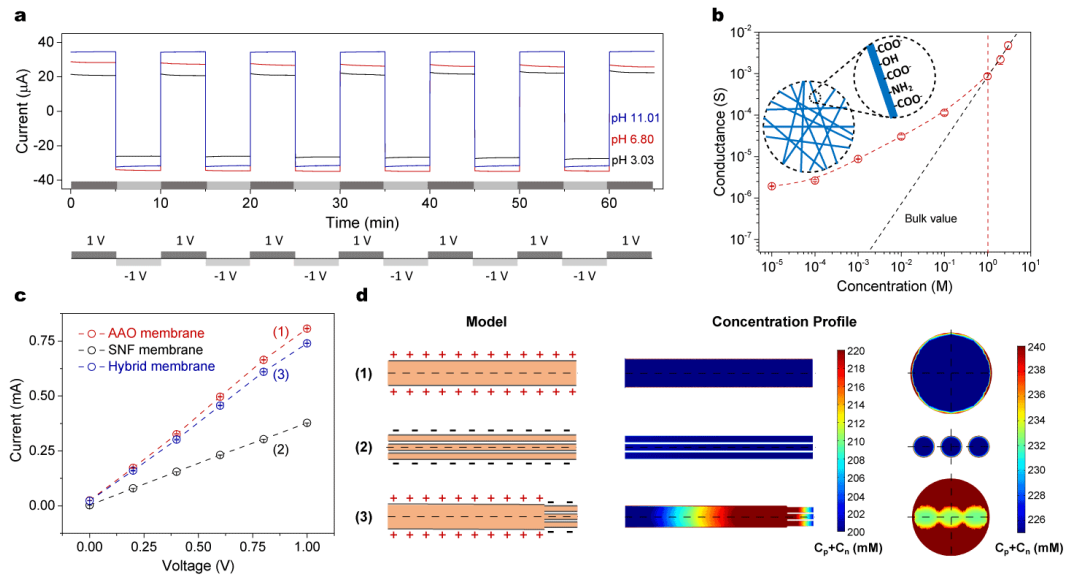 a
40
20
0
-20
-40
Current (μA)
pH 11.01
pH 6.80
pH 3.03
0
10
20
30
40
50
60
Time (min)
1 V
1 V
1 V
1 V
1 V
1 V
1 V
-1 V
-1 V
-1 V
-1 V
-1 V
-1 V
b
10⁻²
10⁻³
10⁻⁴
10⁻⁵
10⁻⁶
10⁻⁷
Conductance (S)
-COO⁻
-OH
-COO⁻
-NH₂
-COO⁻
Bulk value
10⁻⁵
10⁻⁴
10⁻³
10⁻²
10⁻¹
10⁰
10¹
Concentration (M)
c
0.75
0.50
0.25
0.00
Current (mA)
AAO membrane
SNF membrane
Hybrid membrane
(1)
(3)
(2)
0.00
0.25
0.50
0.75
1.00
Voltage (V)
d
Model
Concentration Profile
(1)
+ + + + + + + + + + + +
+ + + + + + + + + + + +
(2)
- - - - - - - -
- - - - - - - -
(3)
+ + + + + + + + + +
- -
+ + + + + + + + + +
- -
220
218
216
214
212
210
208
206
204
202
200
Cₚ+Cₙ (mM)
240
238
236
234
232
230
228
226
Cₚ+Cₙ (mM)